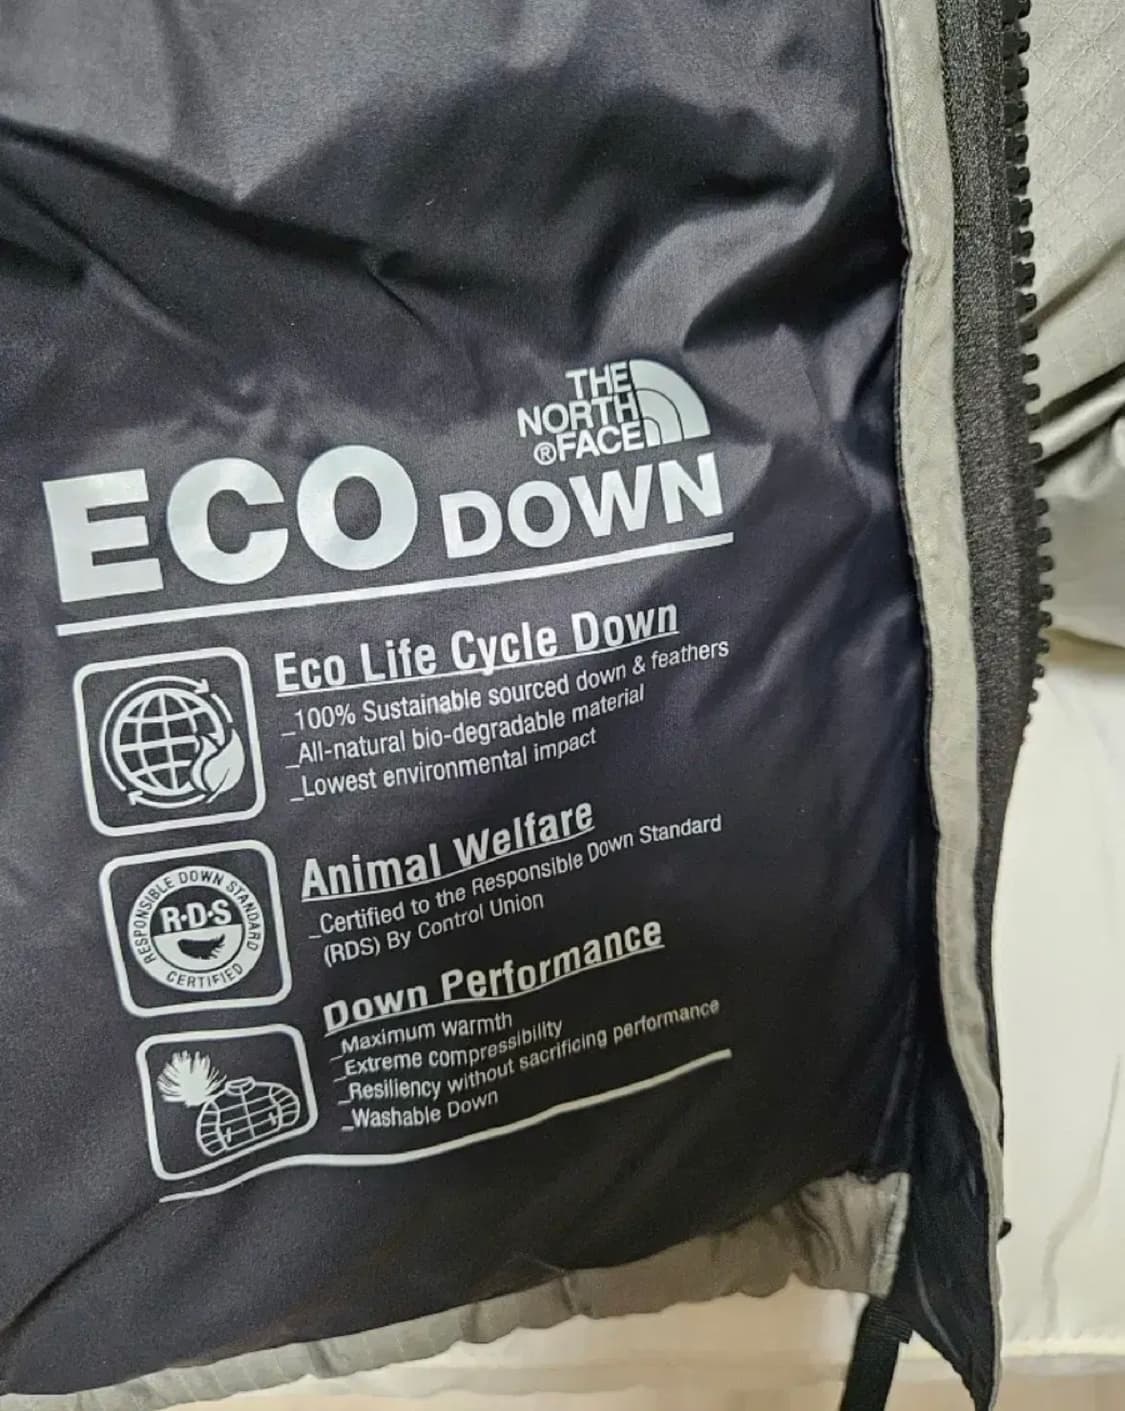 THE
NORTH
®FACE
ECO DOWN
Eco Life Cycle Down
_100% Sustainable sourced down & feathers
_All-natural bio-degradable material
_Lowest environmental impact
RESPONSIBLE DOWN STANDARD
R·D·S
CERTIFIED
Animal Welfare
_Certified to the Responsible Down Standard
(RDS) By Control Union
Down Performance
_Maximum warmth
_Extreme compressibility
_Resiliency without sacrificing performance
_Washable Down